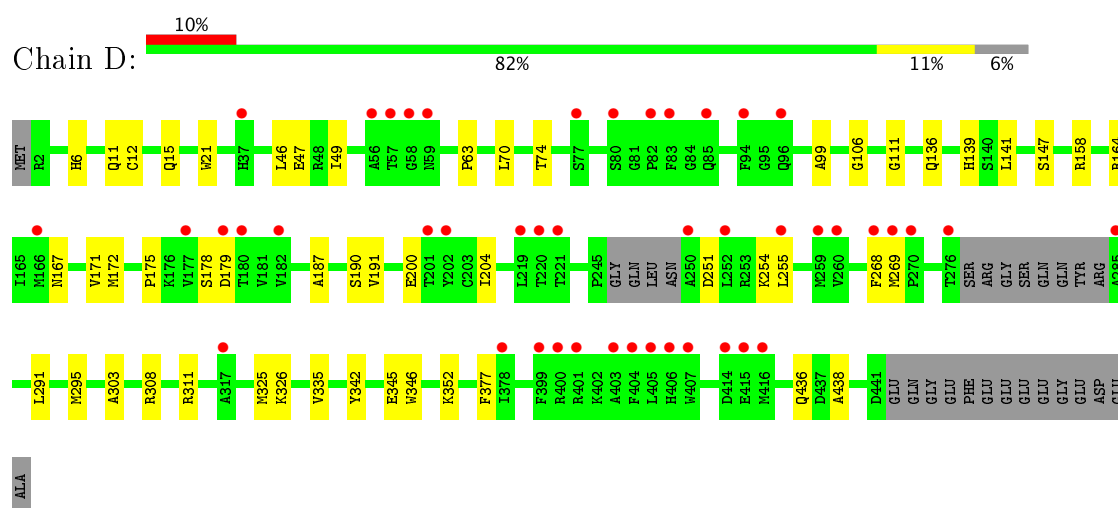 10%
Chain D:
82% 11% 6%
MET R2 H6 Q11 C12 Q15 W21 H37 L46 E47 R48 I49 A56 T57 G58 N59 P63 L70 T74 S77 S80 G81 P82 F83 G84 Q85 F94 G95 Q96 A99 G106 G111 Q136 H139 S140 L141 S147 R158 R164
I165 M166 N167 V171 M172 P175 K176 V177 S178 D179 T180 V181 V182 A187 S190 V191 E200 T201 Y202 C203 I204 L219 T220 T221 P245 GLY GLN LEU ASN A250 D251 L252 R253 K254 L255 M259 V260 F268 M269 P270 T276 SER ARG GLY SER GLN GLN TYR ARG A285
L291 M295 A303 R308 R311 A317 M325 K326 V335 Y342 E345 W346 K352 F377 I378 F399 R400 R401 K402 A403 F404 L405 H406 W407 D414 E415 M416 Q436 D437 A438 D441 GLU GLN GLY GLU PHE GLU GLU GLU GLY GLU ASP
ALA